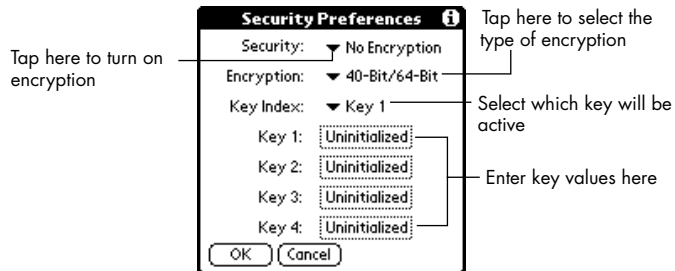 Security Preferences i
Tap here to select the
type of encryption
Security: No Encryption
Tap here to turn on
encryption
Encryption: 40-Bit/64-Bit
Key Index: Key 1
Select which key will be
active
Key 1: Uninitialized
Key 2: Uninitialized
Enter key values here
Key 3: Uninitialized
Key 4: Uninitialized
OK Cancel